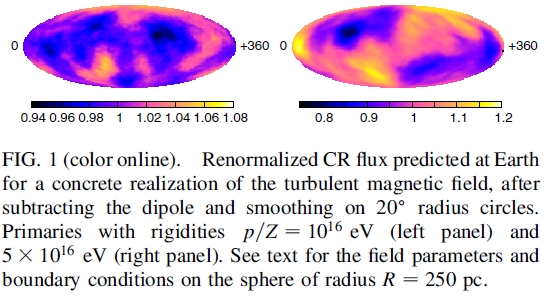 0 +360 0 +360
0.94 0.96 0.98 1 1.02 1.04 1.06 1.08 0.8 0.9 1 1.1 1.2
FIG. 1 (color online). Renormalized CR flux predicted at Earth
for a concrete realization of the turbulent magnetic field, after
subtracting the dipole and smoothing on 20° radius circles.
Primaries with rigidities p/Z = 10¹⁶ eV (left panel) and
5 × 10¹⁶ eV (right panel). See text for the field parameters and
boundary conditions on the sphere of radius R = 250 pc.